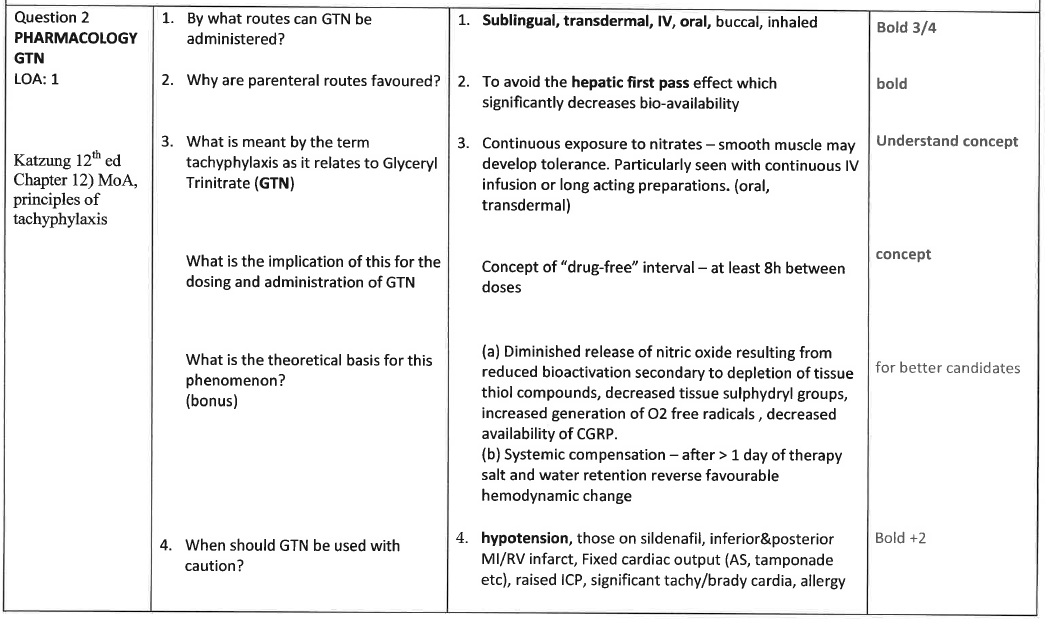 Question 2
PHARMACOLOGY
GTN
LOA: 1
Katzung 12th ed
Chapter 12) MoA,
principles of
tachyphylaxis
1. By what routes can GTN be
administered?
2. Why are parenteral routes favoured?
3. What is meant by the term
tachyphylaxis as it relates to Glyceryl
Trinitrate (GTN)
What is the implication of this for the
dosing and administration of GTN
What is the theoretical basis for this
phenomenon?
(bonus)
4. When should GTN be used with
caution?
1. Sublingual, transdermal, IV, oral, buccal, inhaled
2. To avoid the hepatic first pass effect which
significantly decreases bio-availability
3. Continuous exposure to nitrates – smooth muscle may
develop tolerance. Particularly seen with continuous IV
infusion or long acting preparations. (oral,
transdermal)
Concept of “drug-free” interval – at least 8h between
doses
(a) Diminished release of nitric oxide resulting from
reduced bioactivation secondary to depletion of tissue
thiol compounds, decreased tissue sulphydryl groups,
increased generation of O2 free radicals , decreased
availability of CGRP.
(b) Systemic compensation – after > 1 day of therapy
salt and water retention reverse favourable
hemodynamic change
4. hypotension, those on sildenafil, inferior&posterior
MI/RV infarct, Fixed cardiac output (AS, tamponade
etc), raised ICP, significant tachy/brady cardia, allergy
Bold 3/4
bold
Understand concept
concept
for better candidates
Bold +2